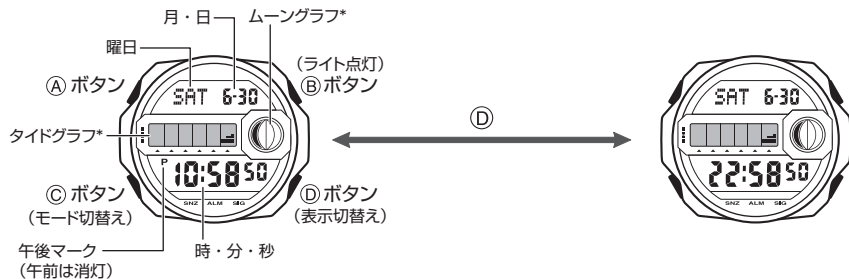 月・日
ムーングラフ*
曜日
(ライト点灯)
Ⓐ ボタン
Ⓑ ボタン
SAT 6-30
タイドグラフ*
P
10:58 50
SNZ ALM SIG
Ⓒ ボタン
(モード切替え)
Ⓓ ボタン
(表示切替え)
午後マーク
(午前は消灯)
時・分・秒
Ⓓ
SAT 6-30
22:58 50
SNZ ALM SIG